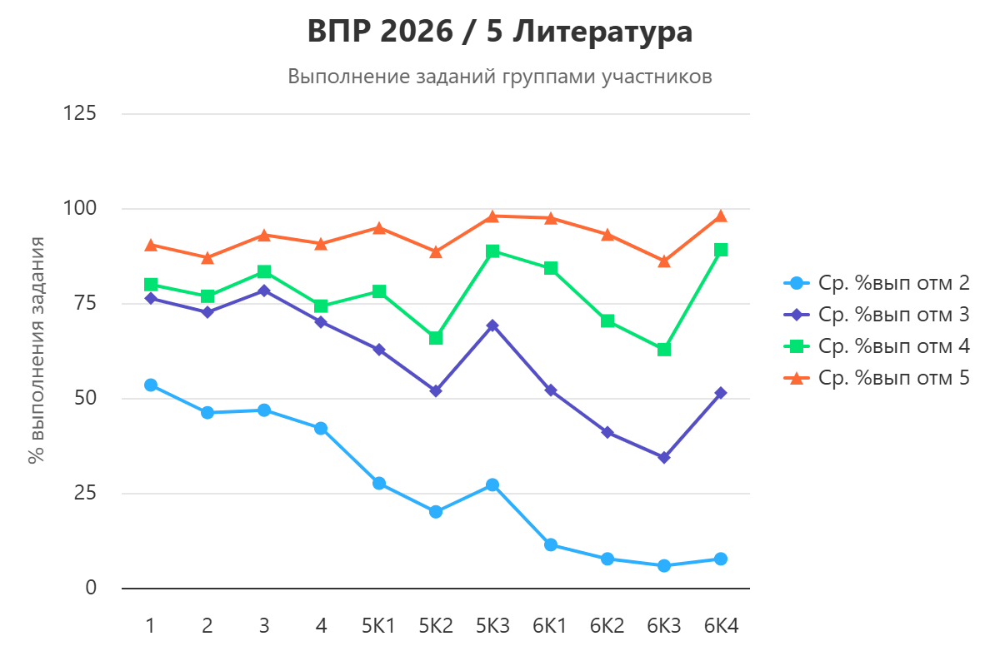 ВПР 2026 / 5 Литература
Выполнение заданий группами участников
% выполнения задания
125
100
75
50
25
0
1 2 3 4 5К1 5К2 5К3 6К1 6К2 6К3 6К4
Ср. %вып отм 2
Ср. %вып отм 3
Ср. %вып отм 4
Ср. %вып отм 5